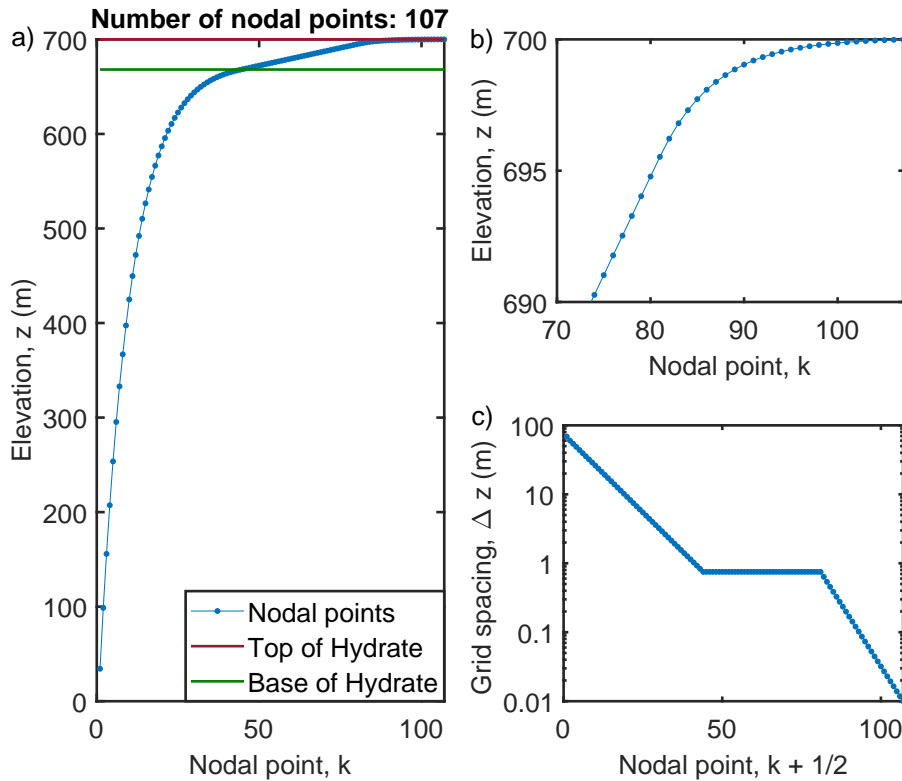 Number of nodal points: 107
a)
700
600
500
400
300
200
100
0
Elevation, z (m)
0
50
100
Nodal point, k
Nodal points
Top of Hydrate
Base of Hydrate
b)
700
695
690
Elevation, z (m)
70
80
90
100
Nodal point, k
c)
100
10
1
0.1
0.01
Grid spacing, Δ z (m)
0
50
100
Nodal point, k + 1/2